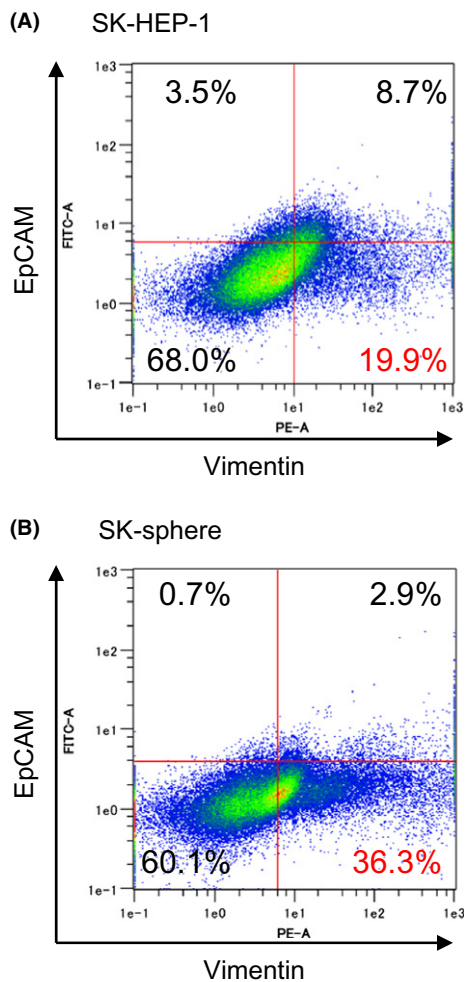 (A) SK-HEP-1
1e3
3.5% 8.7%
1e2
EpCAM
FITC-A
1e1
1e0
68.0% 19.9%
1e-1
1e-1 1e0 1e1 1e2 1e3
PE-A
Vimentin
(B) SK-sphere
1e3
0.7% 2.9%
1e2
EpCAM
FITC-A
1e1
1e0
60.1% 36.3%
1e-1
1e-1 1e0 1e1 1e2 1e3
PE-A
Vimentin